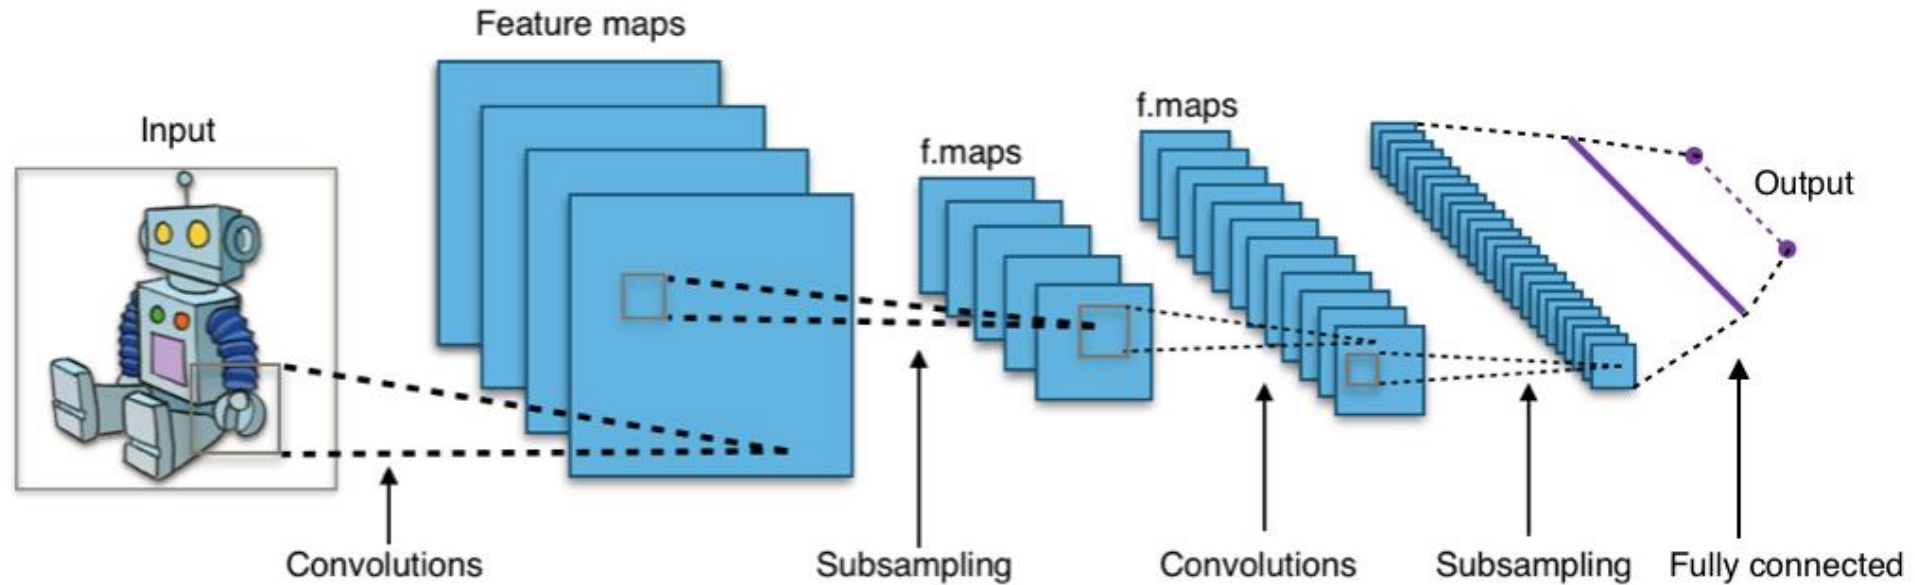 Feature maps
f.maps
Input
f.maps
Output
Convolutions
Subsampling
Convolutions
Subsampling
Fully connected